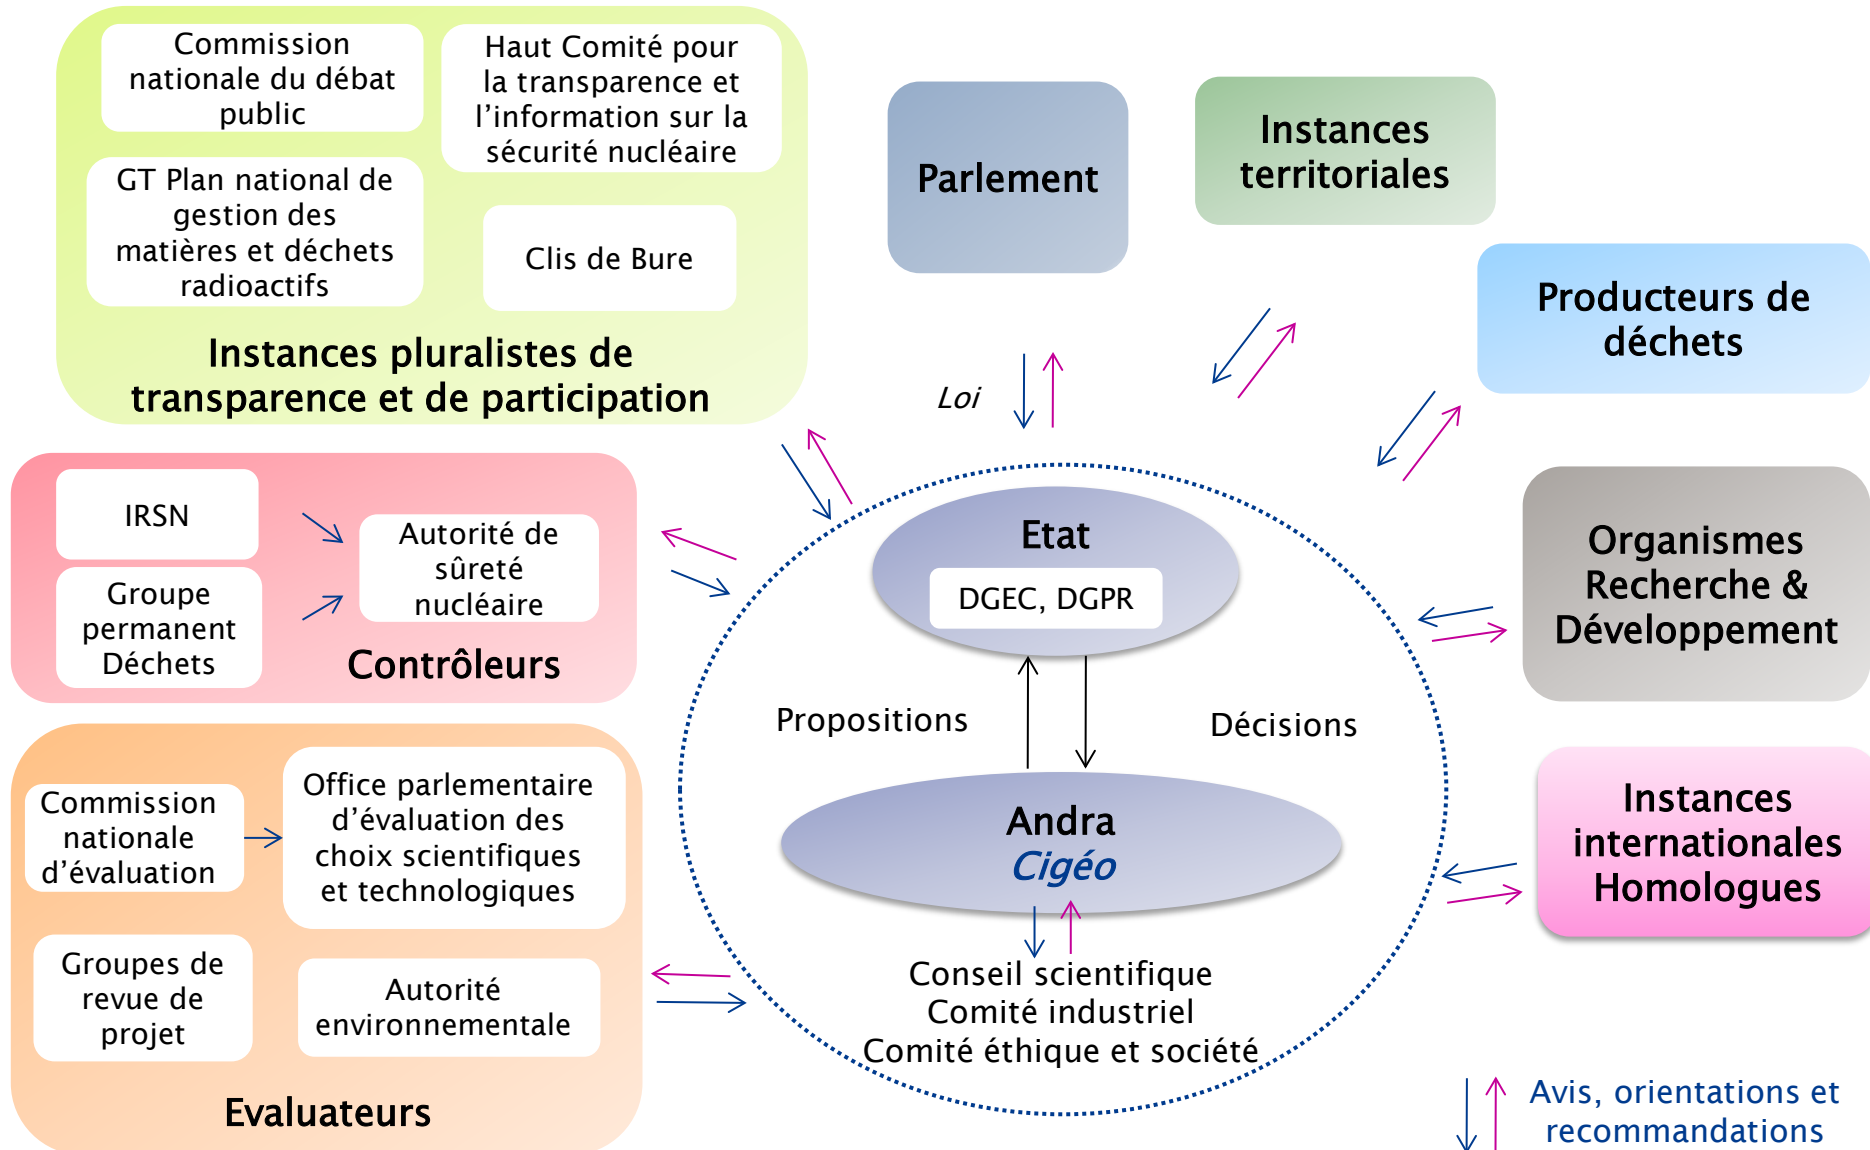 Commission
nationale du débat
public
Haut Comité pour
la transparence et
l’information sur la
sécurité nucléaire
GT Plan national de
gestion des
matières et déchets
radioactifs
Clis de Bure
Instances pluralistes de
transparence et de participation
Parlement
Instances
territoriales
Producteurs de
déchets
Loi
IRSN
Groupe
permanent
Déchets
Autorité de
sûreté
nucléaire
Contrôleurs
Etat
DGEC, DGPR
Organismes
Recherche &
Développement
Propositions
Décisions
Commission
nationale
d’évaluation
Office parlementaire
d’évaluation des
choix scientifiques
et technologiques
Groupes de
revue de
projet
Autorité
environnementale
Evaluateurs
Andra
Cigéo
Instances
internationales
Homologues
Conseil scientifique
Comité industriel
Comité éthique et société
Avis, orientations et
recommandations